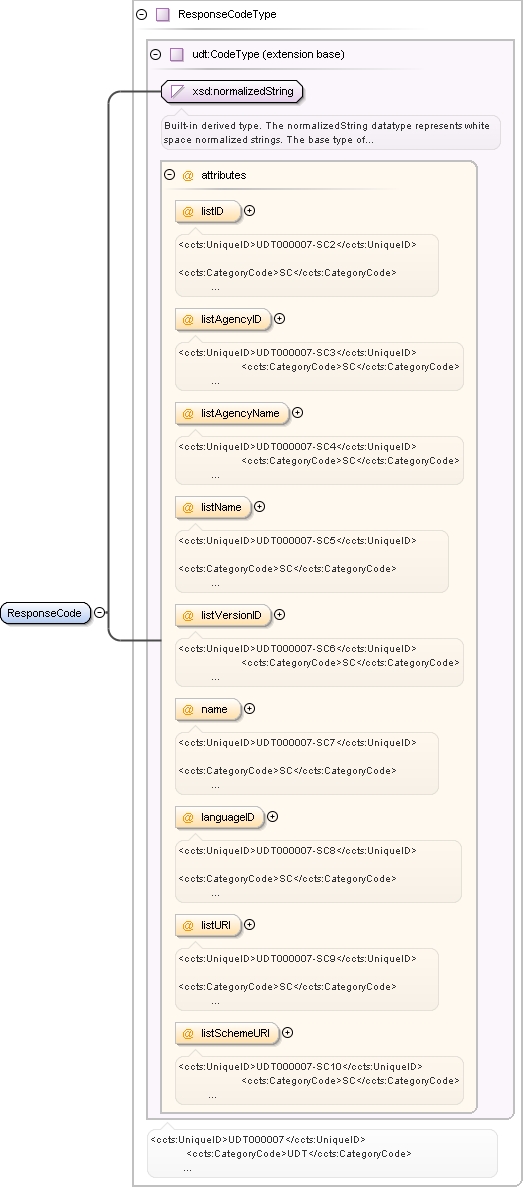 ResponseCodeType
udt:CodeType (extension base)
xsd:normalizedString
Built-in derived type. The normalizedString datatype represents white
space normalized strings. The base type of...
@ attributes
@ listID
<ccts:UniqueID>UDT000007-SC2</ccts:UniqueID>
<ccts:CategoryCode>SC</ccts:CategoryCode>
...
@ listAgencyID
<ccts:UniqueID>UDT000007-SC3</ccts:UniqueID>
<ccts:CategoryCode>SC</ccts:CategoryCode>
...
@ listAgencyName
<ccts:UniqueID>UDT000007-SC4</ccts:UniqueID>
<ccts:CategoryCode>SC</ccts:CategoryCode>
...
@ listName
<ccts:UniqueID>UDT000007-SC5</ccts:UniqueID>
<ccts:CategoryCode>SC</ccts:CategoryCode>
...
ResponseCode
@ listVersionID
<ccts:UniqueID>UDT000007-SC6</ccts:UniqueID>
<ccts:CategoryCode>SC</ccts:CategoryCode>
...
@ name
<ccts:UniqueID>UDT000007-SC7</ccts:UniqueID>
<ccts:CategoryCode>SC</ccts:CategoryCode>
...
@ languageID
<ccts:UniqueID>UDT000007-SC8</ccts:UniqueID>
<ccts:CategoryCode>SC</ccts:CategoryCode>
...
@ listURI
<ccts:UniqueID>UDT000007-SC9</ccts:UniqueID>
<ccts:CategoryCode>SC</ccts:CategoryCode>
...
@ listSchemeURI
<ccts:UniqueID>UDT000007-SC10</ccts:UniqueID>
<ccts:CategoryCode>SC</ccts:CategoryCode>
...
<ccts:UniqueID>UDT000007</ccts:UniqueID>
<ccts:CategoryCode>UDT</ccts:CategoryCode>
...